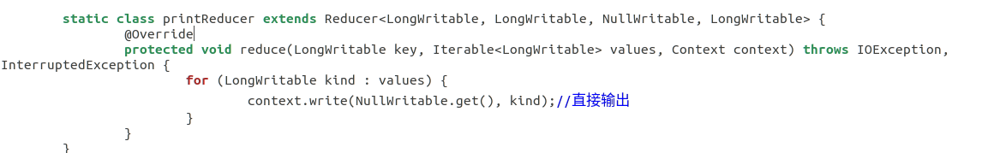 static class printReducer extends Reducer<LongWritable, LongWritable, NullWritable, LongWritable> {
@Override
protected void reduce(LongWritable key, Iterable<LongWritable> values, Context context) throws IOException,
InterruptedException {
for (LongWritable kind : values) {
context.write(NullWritable.get(), kind);//直接输出
}
}
}